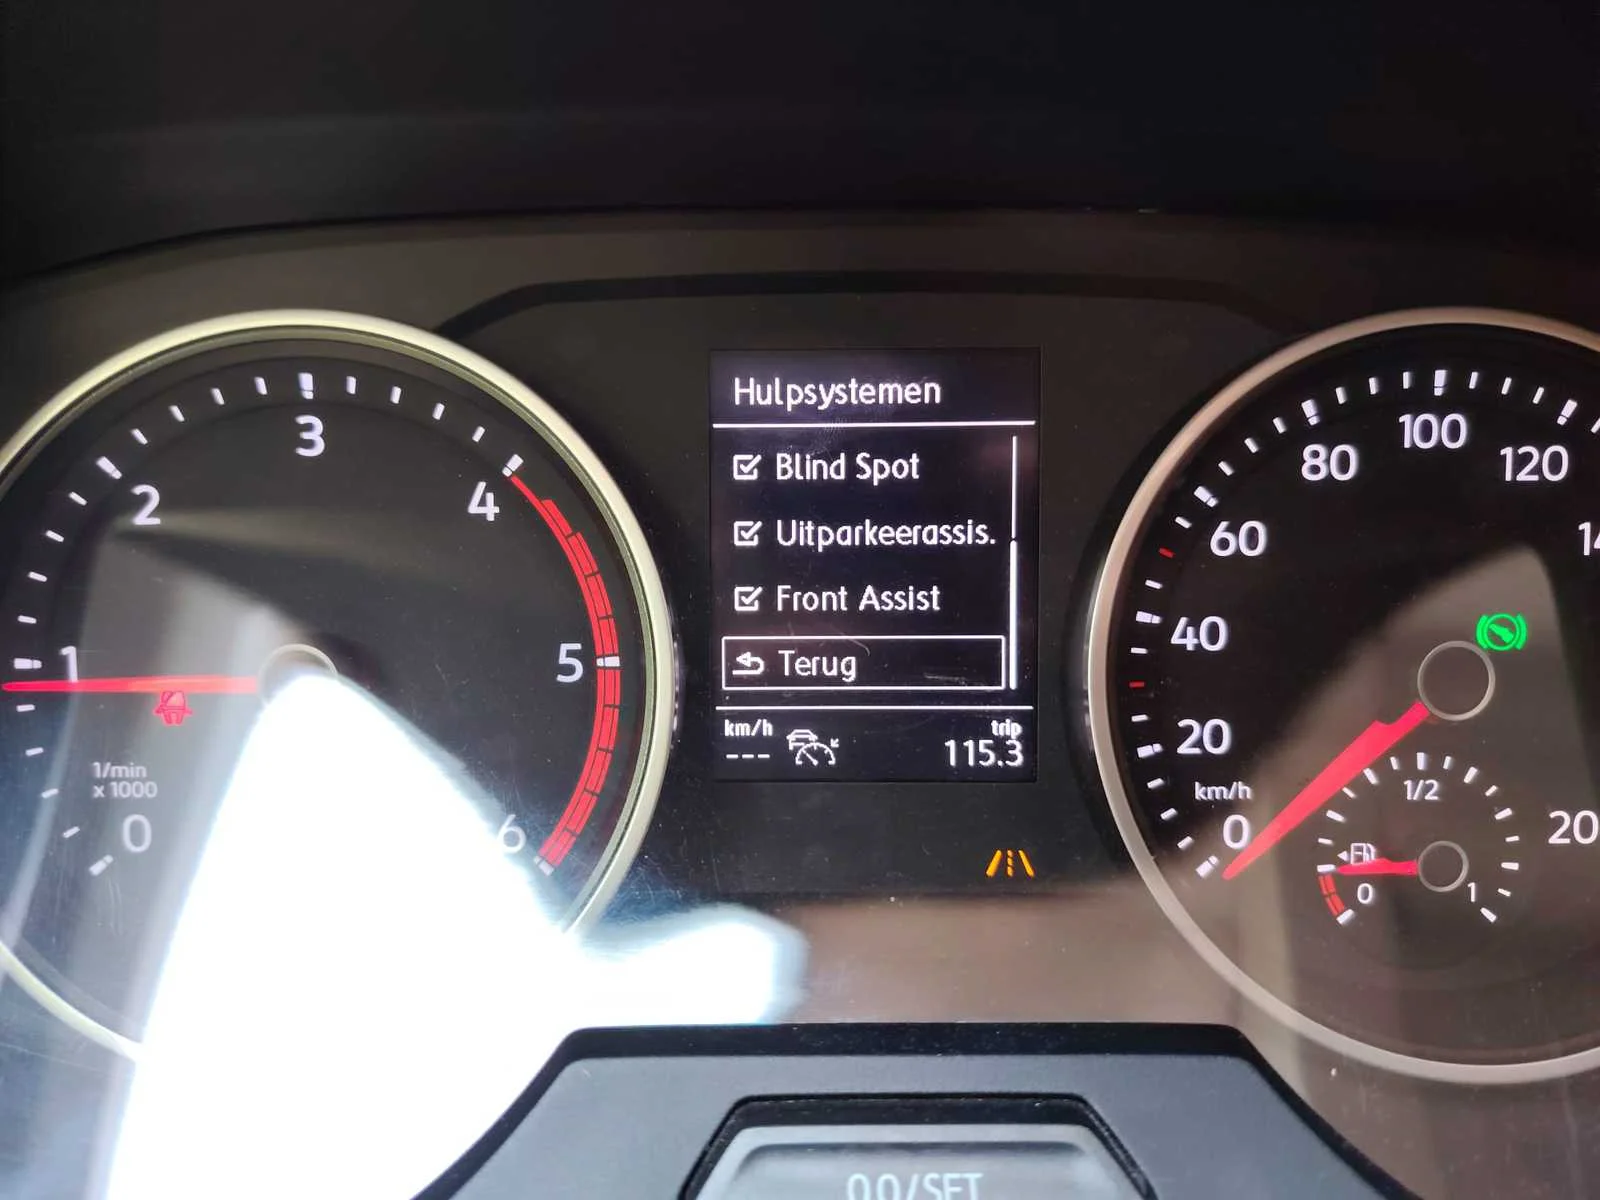 Hulpsystemen
Blind Spot
Uitparkeerassis.
Front Assist
Terug
km/h
trip
---
115.3
0
1
2
3
4
5
6
1/min
x 1000
0
20
40
60
80
100
120
20
km/h
1/2
0
1
0.0/SET